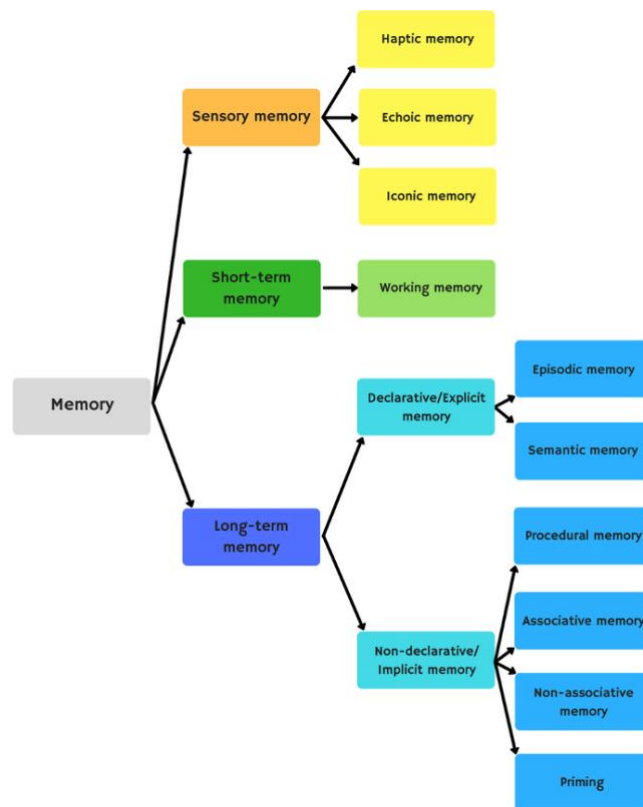 Haptic memory
Sensory memory
Echoic memory
Iconic memory
Short-term
memory
Working memory
Memory
Declarative/Explicit
memory
Episodic memory
Semantic memory
Long-term
memory
Procedural memory
Non-declarative/
Implicit memory
Associative memory
Non-associative
memory
Priming